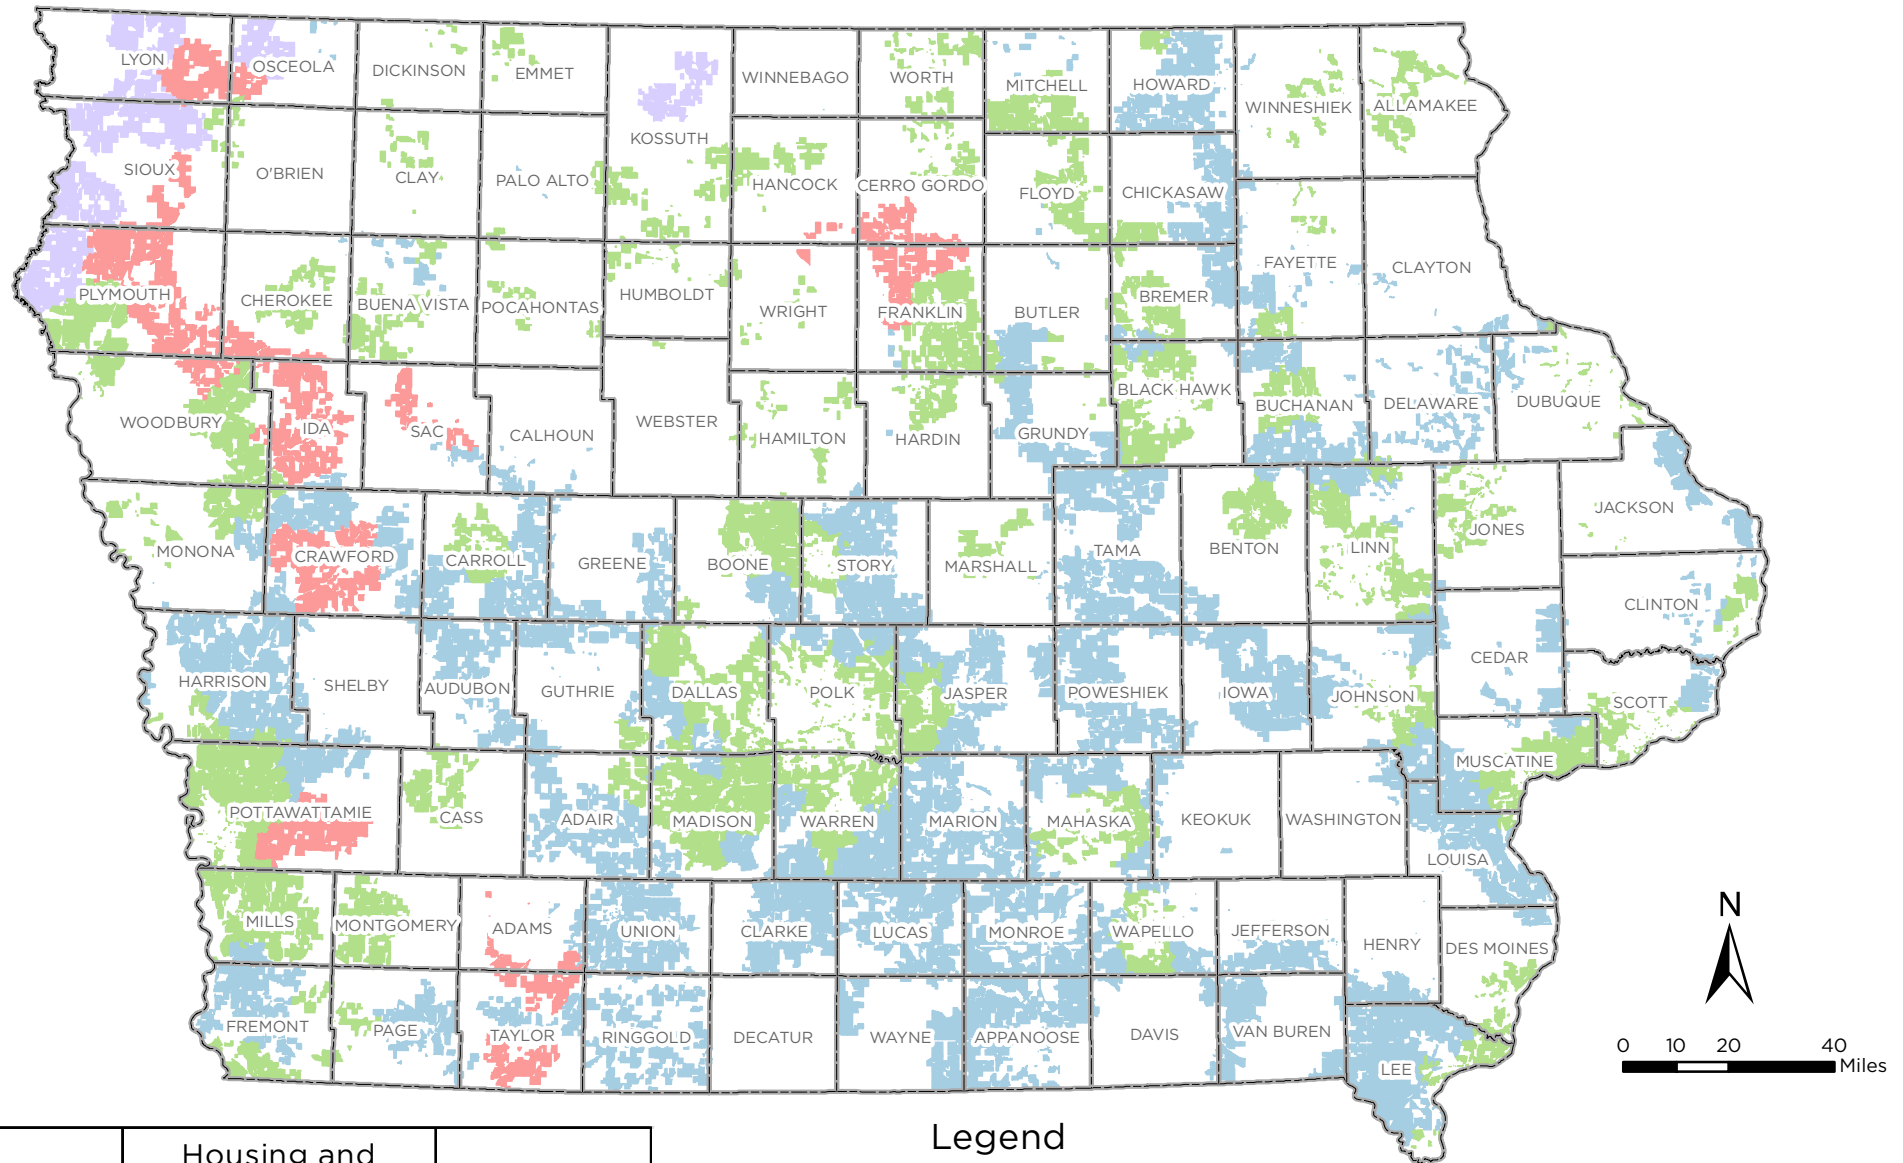 LYON
OSCEOLA
DICKINSON
EMMET
WINNEBAGO
WORTH
MITCHELL
HOWARD
WINNESHIEK
ALLAMAKEE
KOSSUTH
SIOUX
O'BRIEN
CLAY
PALO ALTO
HANCOCK
CERRO GORDO
FLOYD
CHICKASAW
FAYETTE
CLAYTON
PLYMOUTH
CHEROKEE
BUENA VISTA
POCAHONTAS
HUMBOLDT
WRIGHT
FRANKLIN
BUTLER
BREMER
WOODBURY
IDA
SAC
CALHOUN
WEBSTER
HAMILTON
HARDIN
GRUNDY
BLACK HAWK
BUCHANAN
DELAWARE
DUBUQUE
MONONA
CRAWFORD
CARROLL
GREENE
BOONE
STORY
MARSHALL
TAMA
BENTON
LINN
JONES
JACKSON
CLINTON
HARRISON
SHELBY
AUDUBON
GUTHRIE
DALLAS
POLK
JASPER
POWESHIEK
IOWA
JOHNSON
CEDAR
SCOTT
MUSCATINE
POTTAWATTAMIE
CASS
ADAIR
MADISON
WARREN
MARION
MAHASKA
KEOKUK
WASHINGTON
LOUISA
MILLS
MONTGOMERY
ADAMS
UNION
CLARKE
LUCAS
MONROE
WAPELLO
JEFFERSON
HENRY
DES MOINES
FREMONT
PAGE
TAYLOR
RINGGOLD
DECATUR
WAYNE
APPANOOSE
DAVIS
VAN BUREN
LEE
N
0 10 20 40
Miles
Legend
Housing and